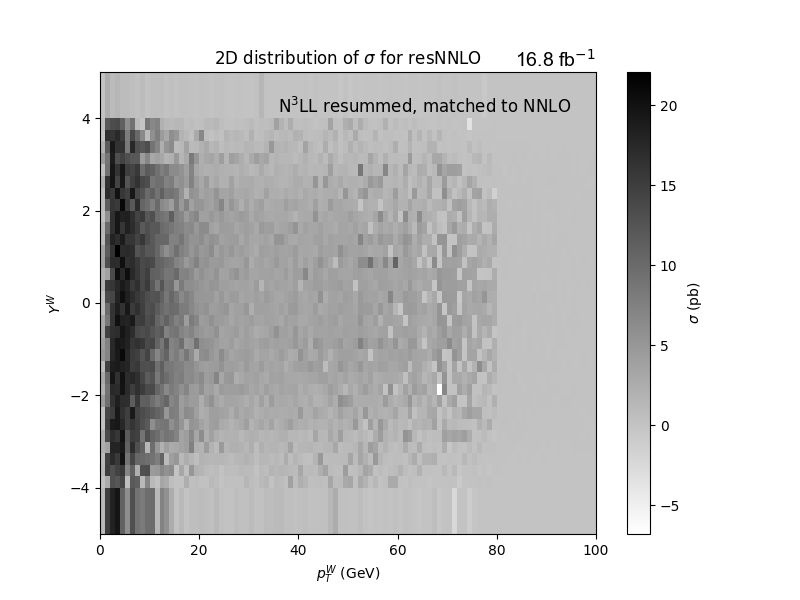 2D distribution of σ for resNNLO 16.8 fb⁻¹
N³LL resummed, matched to NNLO
4
2
0
−2
−4
Y^W
0 20 40 60 80 100
p_T^W (GeV)
20
15
10
5
0
−5
σ (pb)